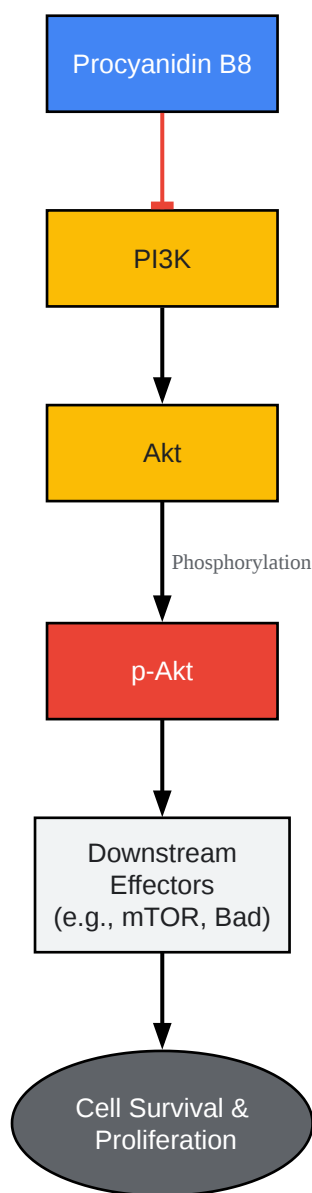 Procyanidin B8
PI3K
Akt
Phosphorylation
p-Akt
Downstream
Effectors
(e.g., mTOR, Bad)
Cell Survival &
Proliferation